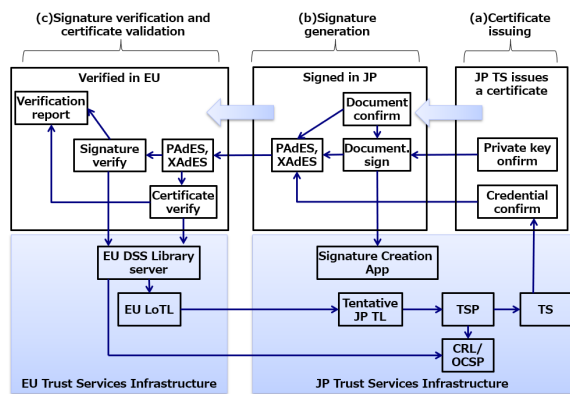 (c)Signature verification and
certificate validation
(b)Signature
generation
(a)Certificate
issuing
Verified in EU
Verification
report
Signature
verify
PAdES,
XAdES
Certificate
verify
Signed in JP
Document
confirm
PAdES,
XAdES
Document.
sign
JP TS issues
a certificate
Private key
onfirm
Credential
confirm
EU DSS Library
server
EU LoTL
Signature Creation
App
Tentative
JP TL
TSP
TS
CRL/
OCSP
EU Trust Services Infrastructure
JP Trust Services Infrastructure